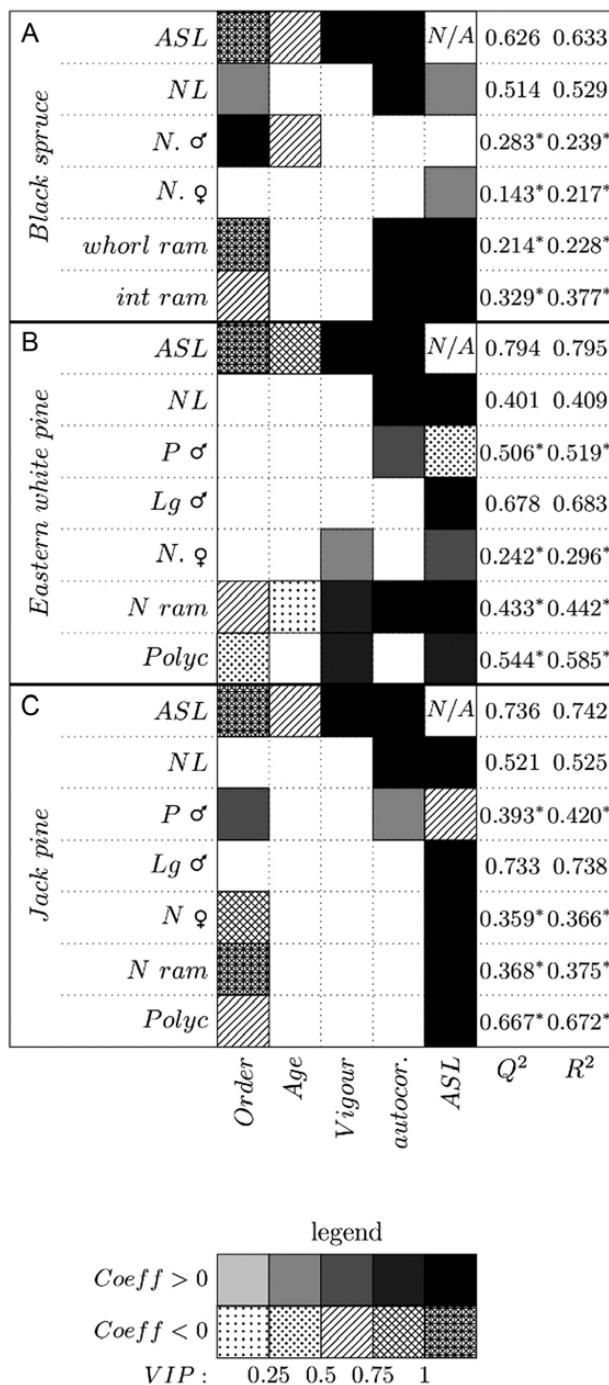 A
Black spruce
ASL N/A 0.626 0.633
NL 0.514 0.529
N. ♂ 0.283* 0.239*
N. ♀ 0.143* 0.217*
whorl ram 0.214* 0.228*
int ram 0.329* 0.377*
B
Eastern white pine
ASL N/A 0.794 0.795
NL 0.401 0.409
P ♂ 0.506* 0.519*
Lg ♂ 0.678 0.683
N. ♀ 0.242* 0.296*
N ram 0.433* 0.442*
Polyc 0.544* 0.585*
C
Jack pine
ASL N/A 0.736 0.742
NL 0.521 0.525
P ♂ 0.393* 0.420*
Lg ♂ 0.733 0.738
N ♀ 0.359* 0.366*
N ram 0.368* 0.375*
Polyc 0.667* 0.672*
Order Age Vigour autocor. ASL Q² R²
legend
Coeff > 0
Coeff < 0
VIP : 0.25 0.5 0.75 1